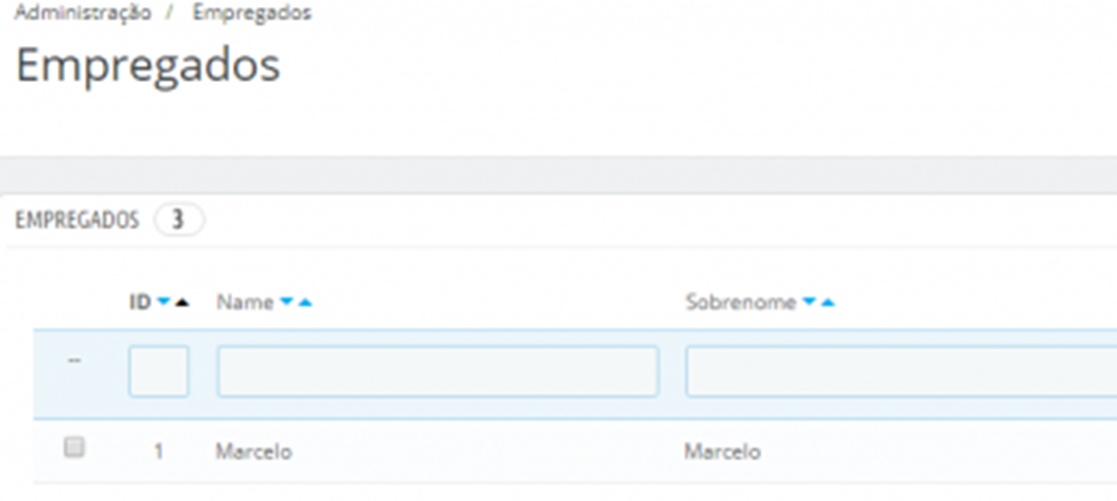 Administração / Empregados
Empregados
EMPREGADOS 3
ID Name Sobrenome
--
1 Marcelo Marcelo